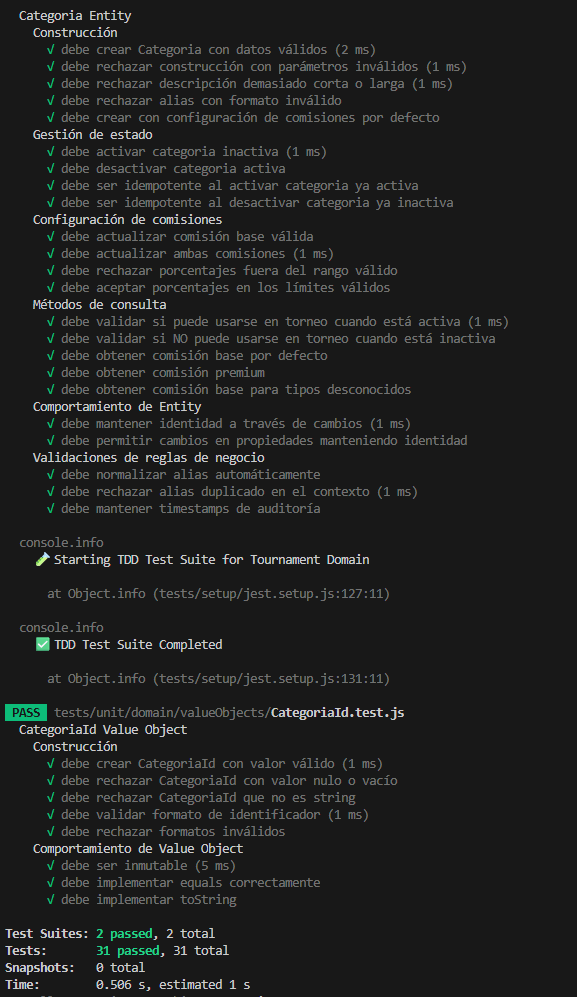 Categoria Entity
Construcción
√ debe crear Categoria con datos válidos (2 ms)
√ debe rechazar construcción con parámetros inválidos (1 ms)
√ debe rechazar descripción demasiado corta o larga (1 ms)
√ debe rechazar alias con formato inválido
√ debe crear con configuración de comisiones por defecto
Gestión de estado
√ debe activar categoria inactiva (1 ms)
√ debe desactivar categoria activa
√ debe ser idempotente al activar categoria ya activa
√ debe ser idempotente al desactivar categoria ya inactiva
Configuración de comisiones
√ debe actualizar comisión base válida
√ debe actualizar ambas comisiones (1 ms)
√ debe rechazar porcentajes fuera del rango válido
√ debe aceptar porcentajes en los límites válidos
Métodos de consulta
√ debe validar si puede usarse en torneo cuando está activa (1 ms)
√ debe validar si NO puede usarse en torneo cuando está inactiva
√ debe obtener comisión base por defecto
√ debe obtener comisión premium
√ debe obtener comisión base para tipos desconocidos
Comportamiento de Entity
√ debe mantener identidad a través de cambios (1 ms)
√ debe permitir cambios en propiedades manteniendo identidad
Validaciones de reglas de negocio
√ debe normalizar alias automáticamente
√ debe rechazar alias duplicado en el contexto (1 ms)
√ debe mantener timestamps de auditoría
console.info
🧪 Starting TDD Test Suite for Tournament Domain
at Object.info (tests/setup/jest.setup.js:127:11)
console.info
✅ TDD Test Suite Completed
at Object.info (tests/setup/jest.setup.js:131:11)
PASS tests/unit/domain/valueObjects/CategoriaId.test.js
CategoriaId Value Object
Construcción
√ debe crear CategoriaId con valor válido (1 ms)
√ debe rechazar CategoriaId con valor nulo o vacío
√ debe rechazar CategoriaId que no es string
√ debe validar formato de identificador (1 ms)
√ debe rechazar formatos inválidos
Comportamiento de Value Object
√ debe ser inmutable (5 ms)
√ debe implementar equals correctamente
√ debe implementar toString
Test Suites: 2 passed, 2 total
Tests: 31 passed, 31 total
Snapshots: 0 total
Time: 0.506 s, estimated 1 s